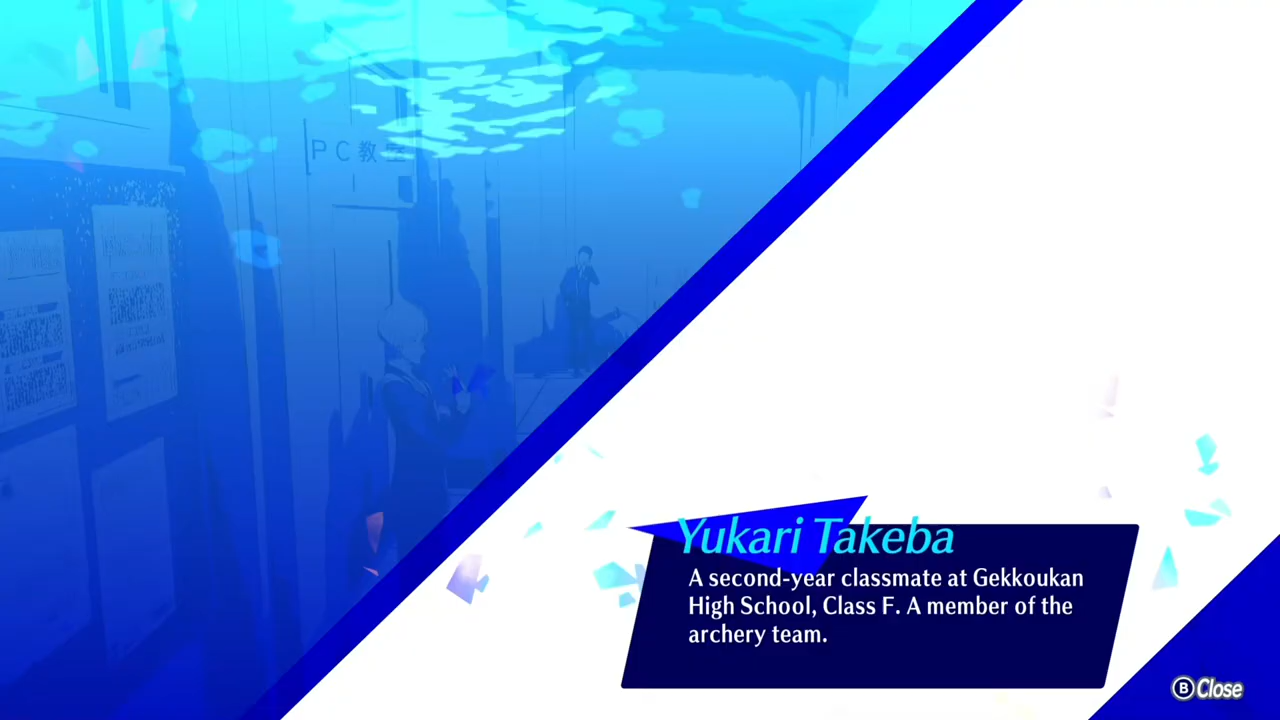 PC教室
Yukari Takeba
A second-year classmate at Gekkoukan
High School, Class F. A member of the
archery team.
B Close